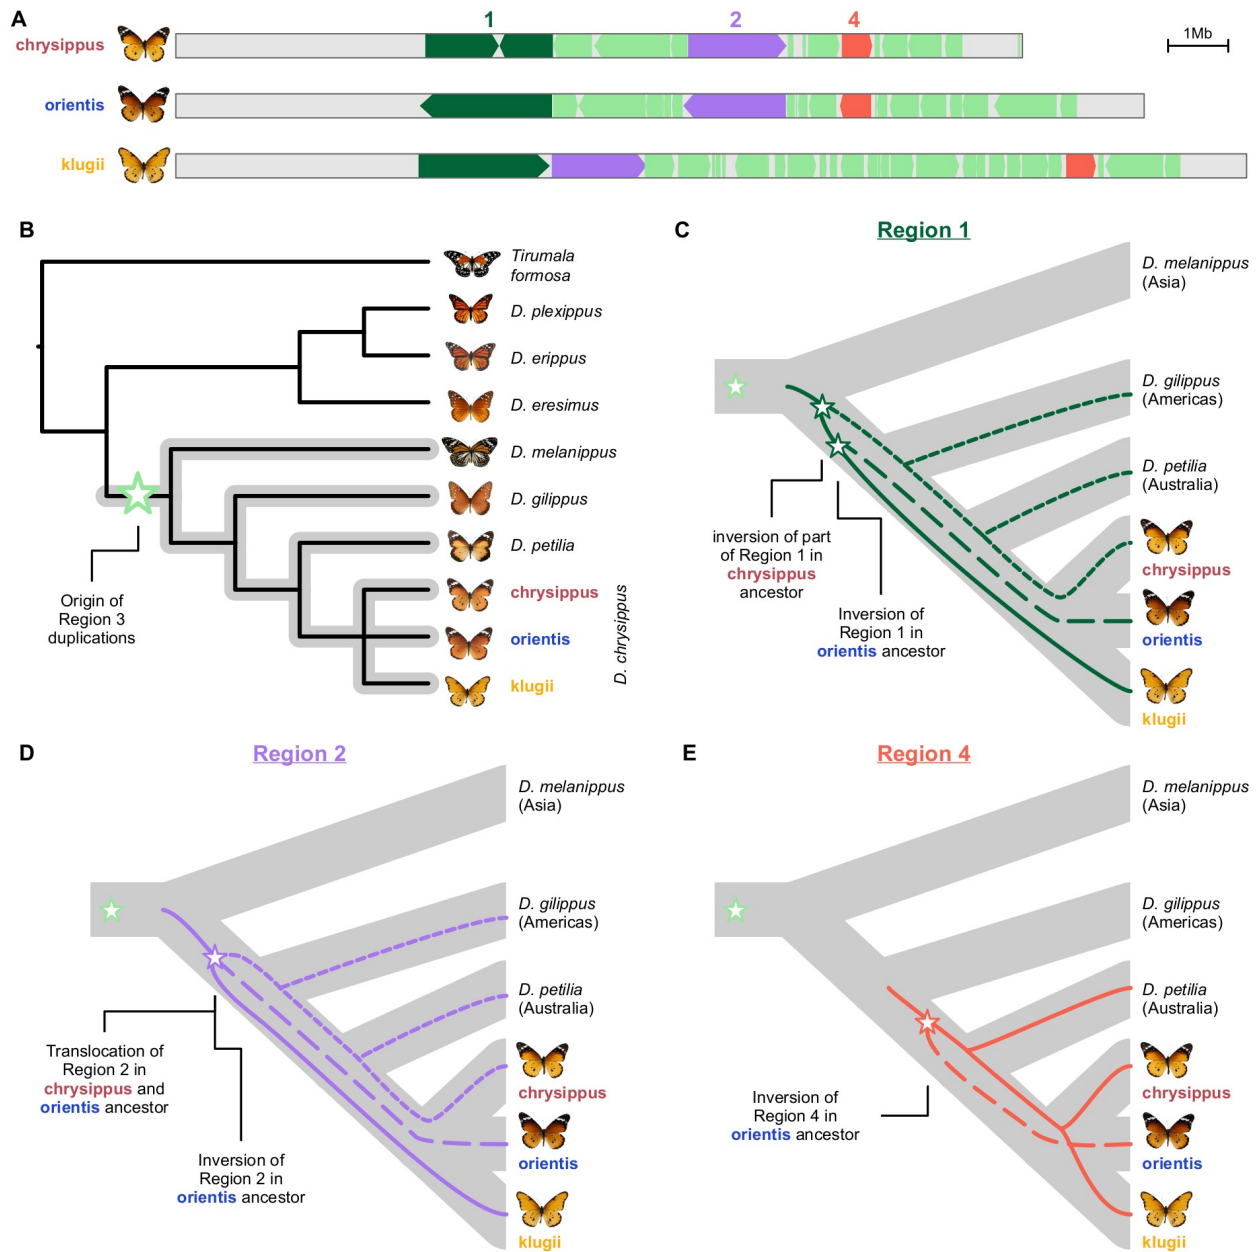 A
1
2
4
chrysippus
1Mb
orientis
klugii
B
Tirumala
formosa
D. plexippus
D. erippus
D. eresimus
D. melanippus
D. gilippus
D. petilia
chrysippus
orientis
klugii
D. chrysippus
Origin of
Region 3
duplications
C
Region 1
D. melanippus
(Asia)
D. gilippus
(Americas)
D. petilia
(Australia)
chrysippus
orientis
klugii
inversion of part
of Region 1 in
chrysippus
ancestor
Inversion of
Region 1 in
orientis ancestor
D
Region 2
D. melanippus
(Asia)
D. gilippus
(Americas)
D. petilia
(Australia)
chrysippus
orientis
klugii
Translocation of
Region 2 in
chrysippus and
orientis ancestor
Inversion of
Region 2 in
orientis ancestor
E
Region 4
D. melanippus
(Asia)
D. gilippus
(Americas)
D. petilia
(Australia)
chrysippus
orientis
klugii
Inversion of
Region 4 in
orientis ancestor